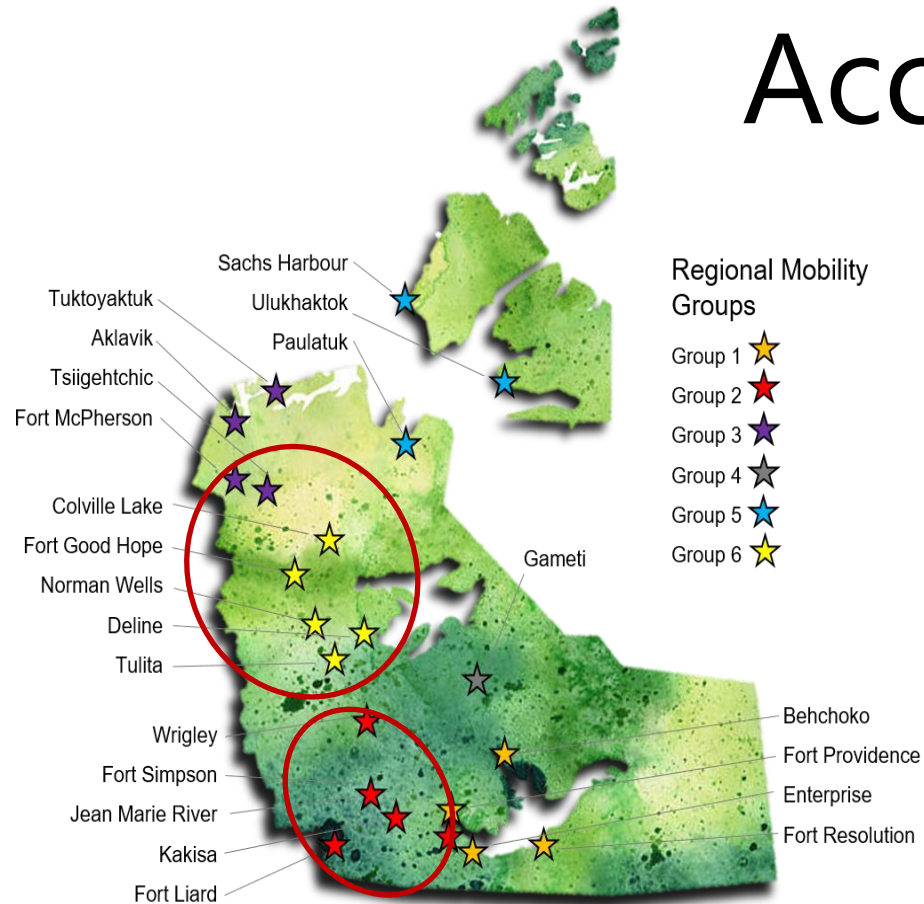 Acc
Sachs Harbour
Ulukhaktok
Paulatuk
Tuktoyaktuk
Aklavik
Tsiigehtchic
Fort McPherson
Colville Lake
Fort Good Hope
Norman Wells
Deline
Tulita
Wrigley
Fort Simpson
Jean Marie River
Kakisa
Fort Liard
Gameti
Behchoko
Fort Providence
Enterprise
Fort Resolution
Regional Mobility
Groups
Group 1
Group 2
Group 3
Group 4
Group 5
Group 6